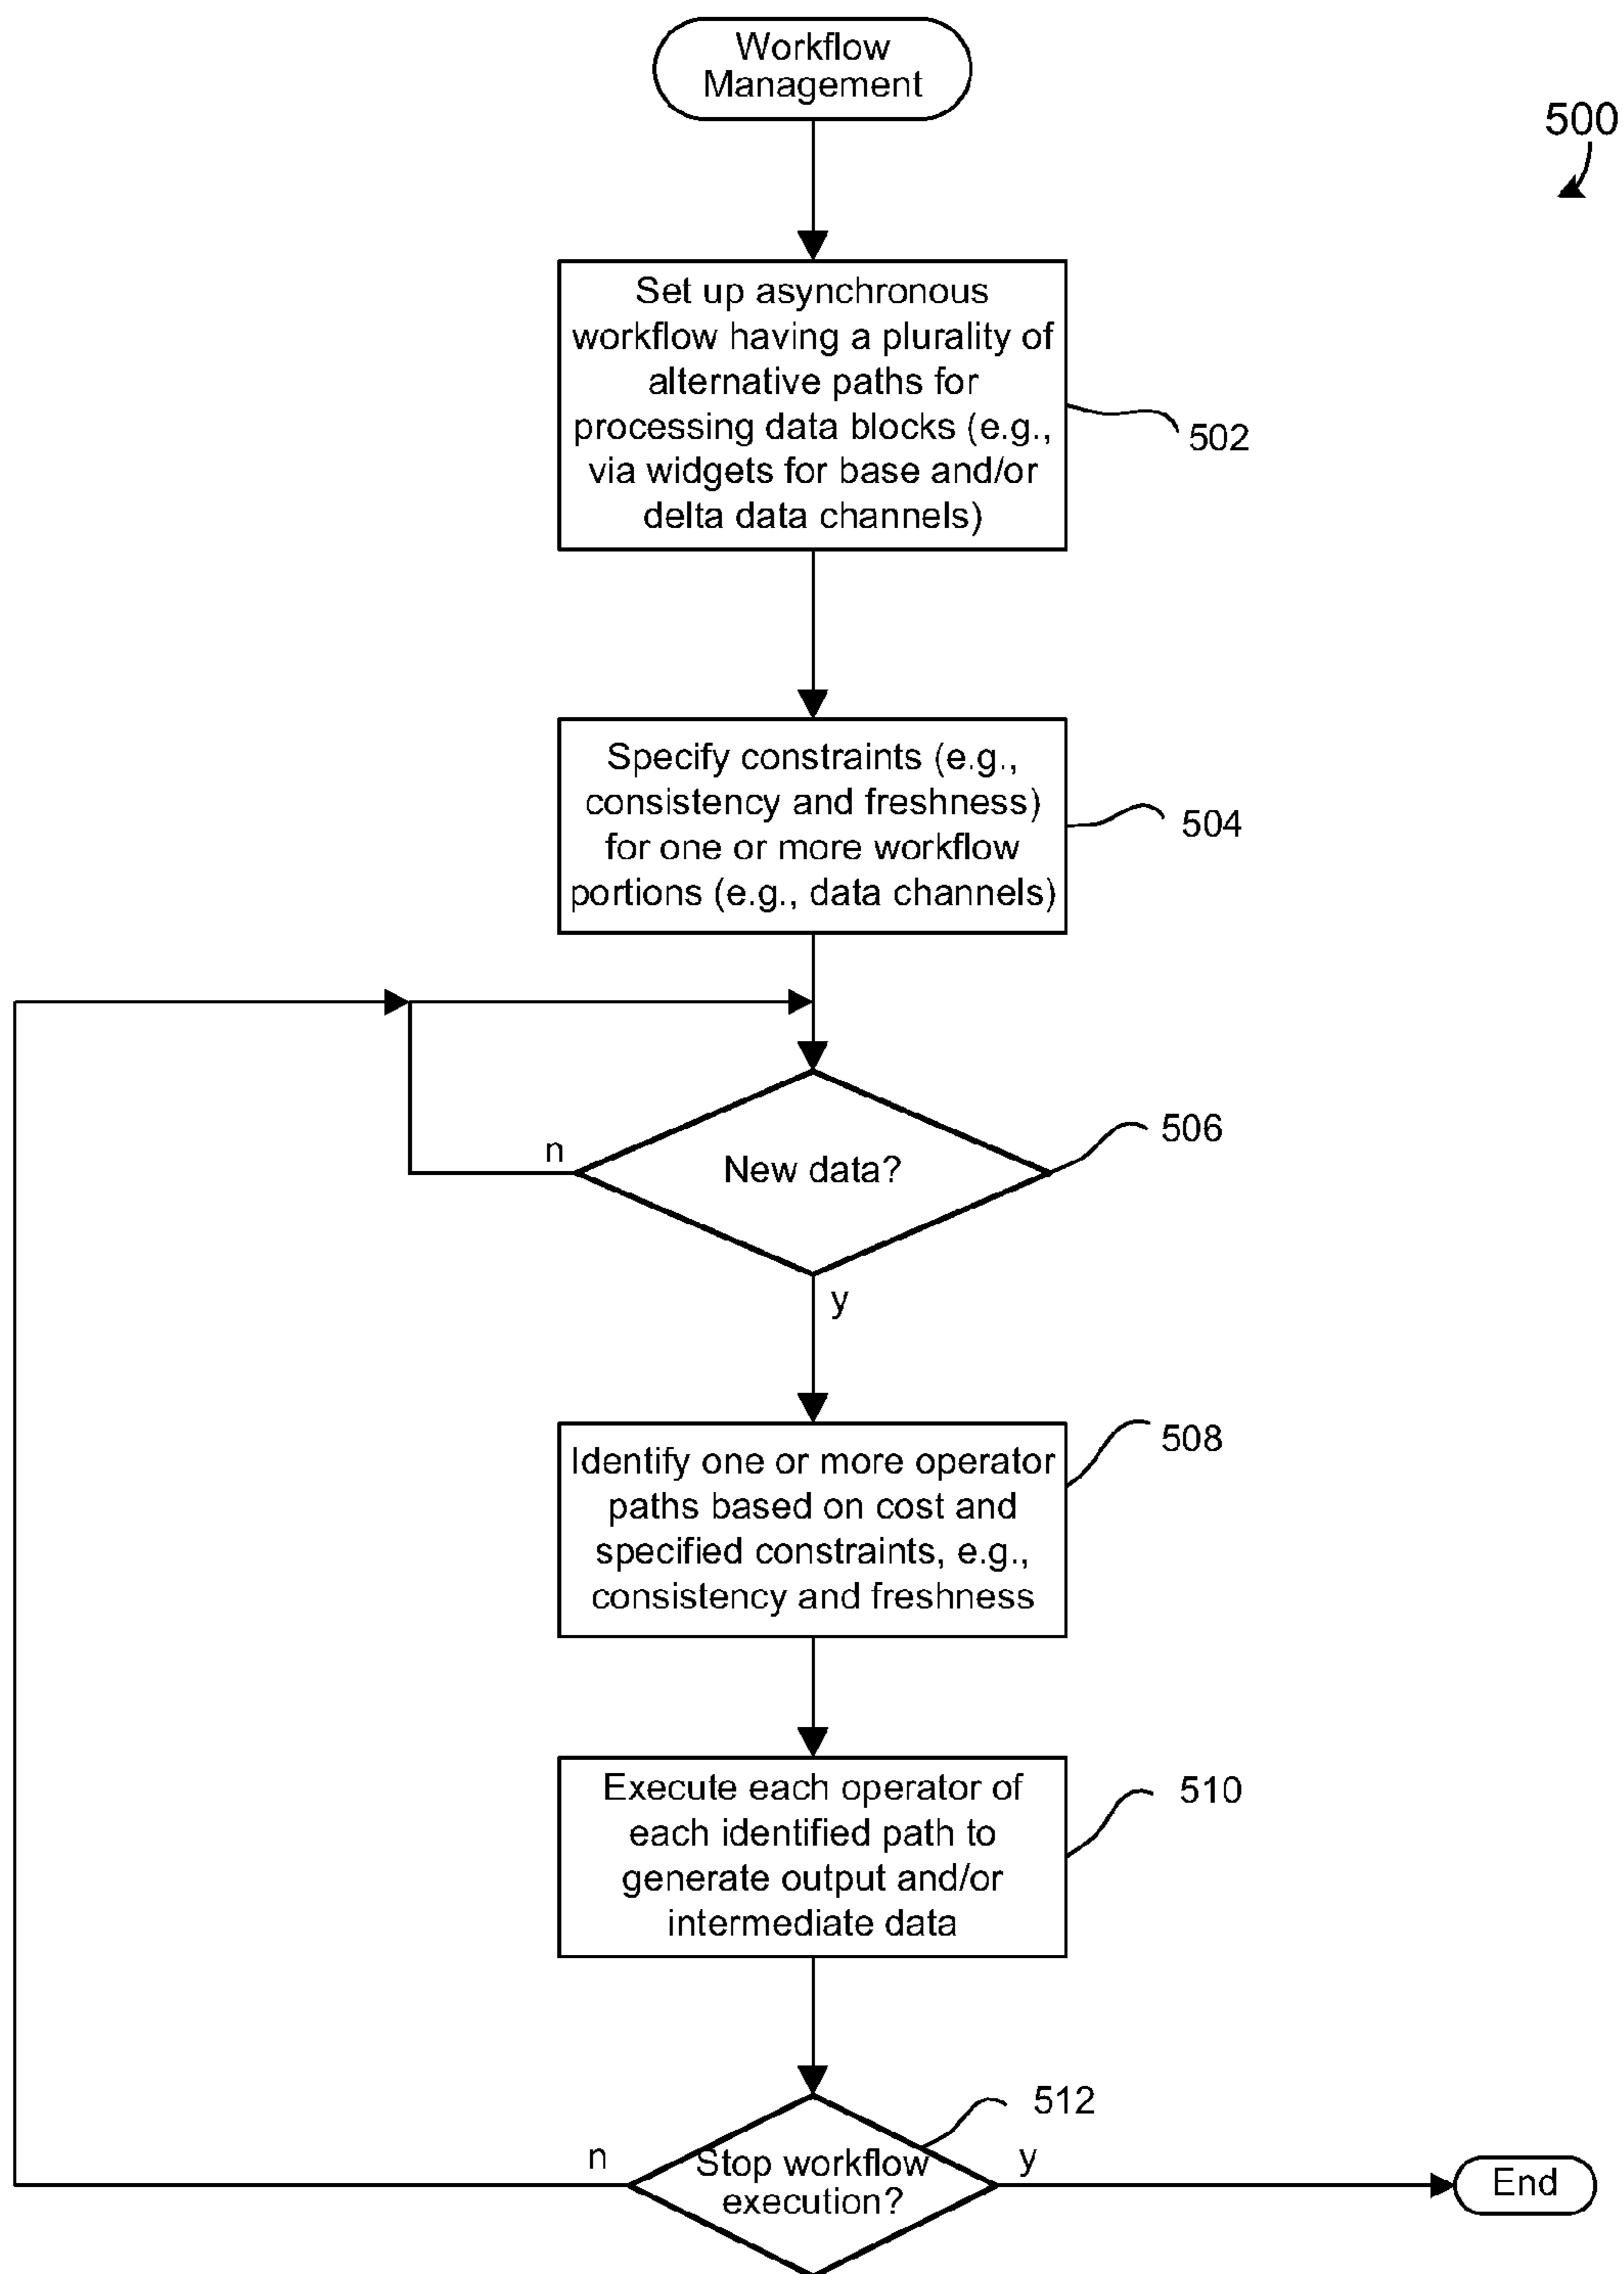 Workflow
Management
500
Set up asynchronous
workflow having a plurality of
alternative paths for
processing data blocks (e.g.,
via widgets for base and/or
delta data channels)
502
Specify constraints (e.g.,
consistency and freshness)
for one or more workflow
portions (e.g., data channels)
504
New data?
506
n
y
Identify one or more operator
paths based on cost and
specified constraints, e.g.,
consistency and freshness
508
Execute each operator of
each identified path to
generate output and/or
intermediate data
510
Stop workflow
execution?
512
n
y
End